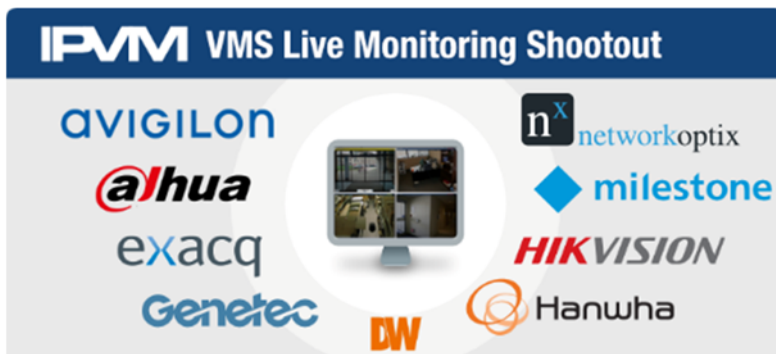 IPVM VMS Live Monitoring Shootout
avigilon
alhua
exacq
Genetec
DW
nx
networkoptix
milestone
HIKVISION
Hanwha